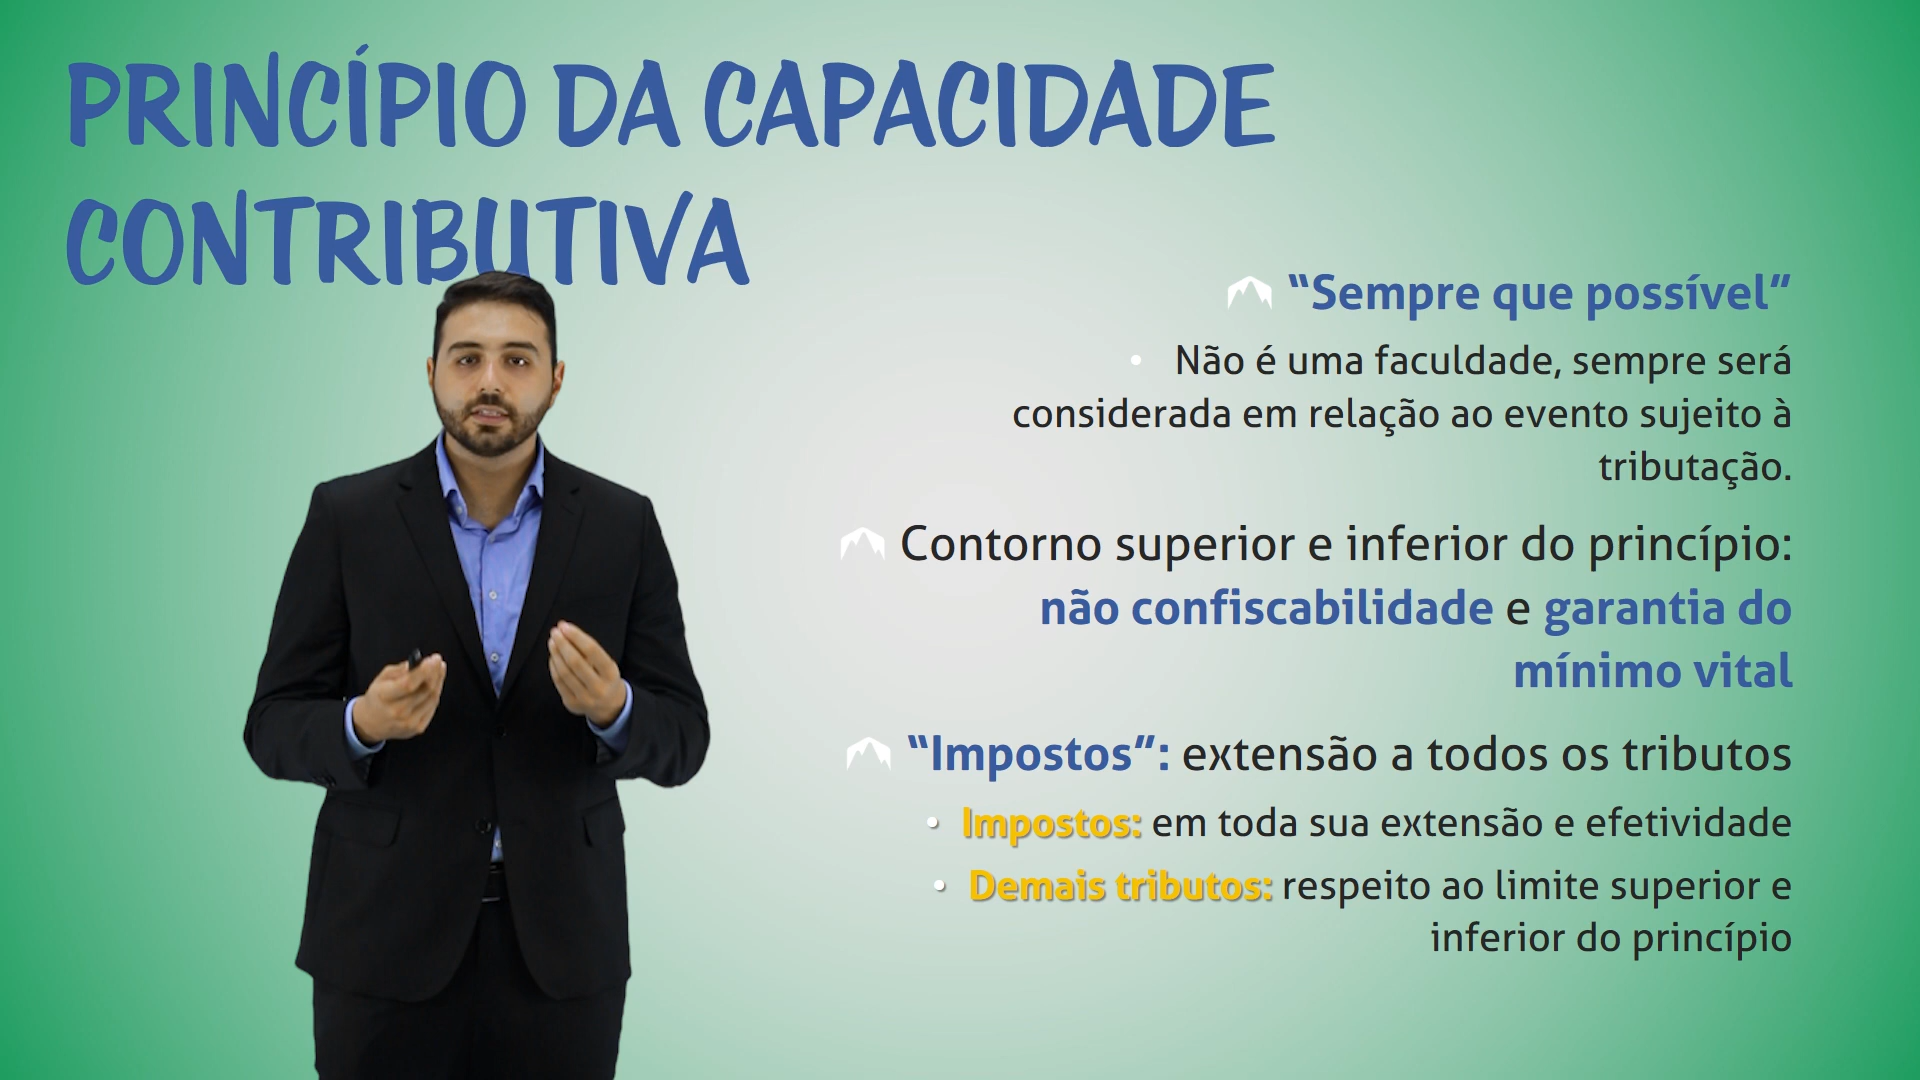 PRINCÍPIO DA CAPACIDADE
CONTRIBUTIVA
“Sempre que possível”
• Não é uma faculdade, sempre será
considerada em relação ao evento sujeito à
tributação.
Contorno superior e inferior do princípio:
não confiscabilidade e garantia do
mínimo vital
“Impostos”: extensão a todos os tributos
• Impostos: em toda sua extensão e efetividade
• Demais tributos: respeito ao limite superior e
inferior do princípio